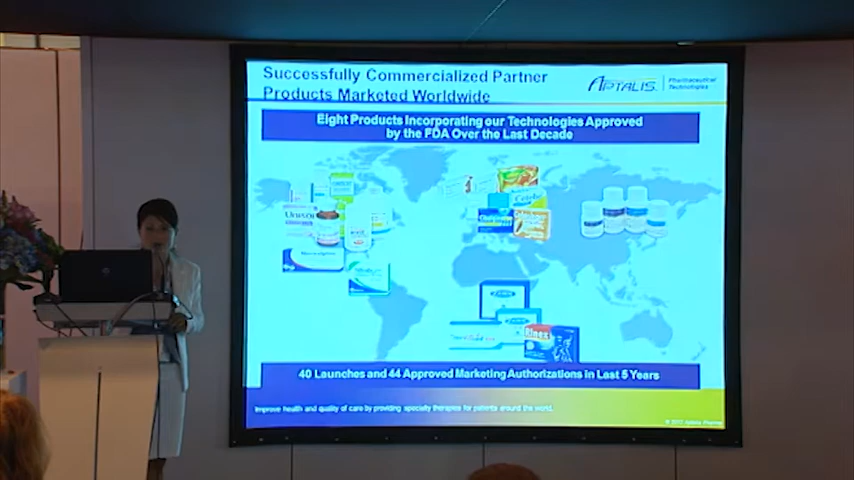 Successfully Commercialized Partner
Products Marketed Worldwide
APTALIS
Pharmaceutical
Technologies
Eight Products Incorporating our Technologies Approved
by the FDA Over the Last Decade
40 Launches and 44 Approved Marketing Authorizations in Last 5 Years
Improve health and quality of care by providing specialty therapies for patients around the world.